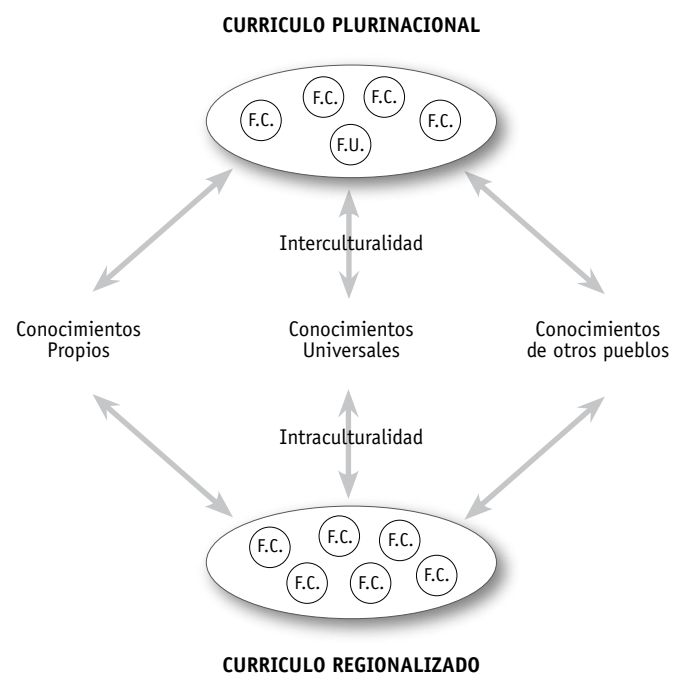 CURRICULO PLURINACIONAL
F.C.
F.C.
F.C.
F.C.
F.U.
Interculturalidad
Conocimientos
Propios
Conocimientos
Universales
Conocimientos
de otros pueblos
Intraculturalidad
F.C.
F.C.
F.C.
F.C.
F.C.
F.C.
CURRICULO REGIONALIZADO